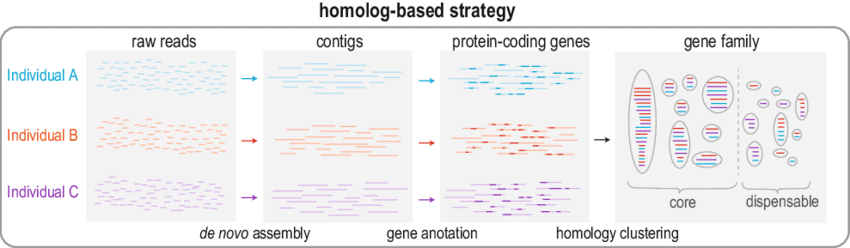 homolog-based strategy
raw reads contigs protein-coding genes gene family
Individual A
Individual B
Individual C
core dispensable
de novo assembly gene anotation homology clustering